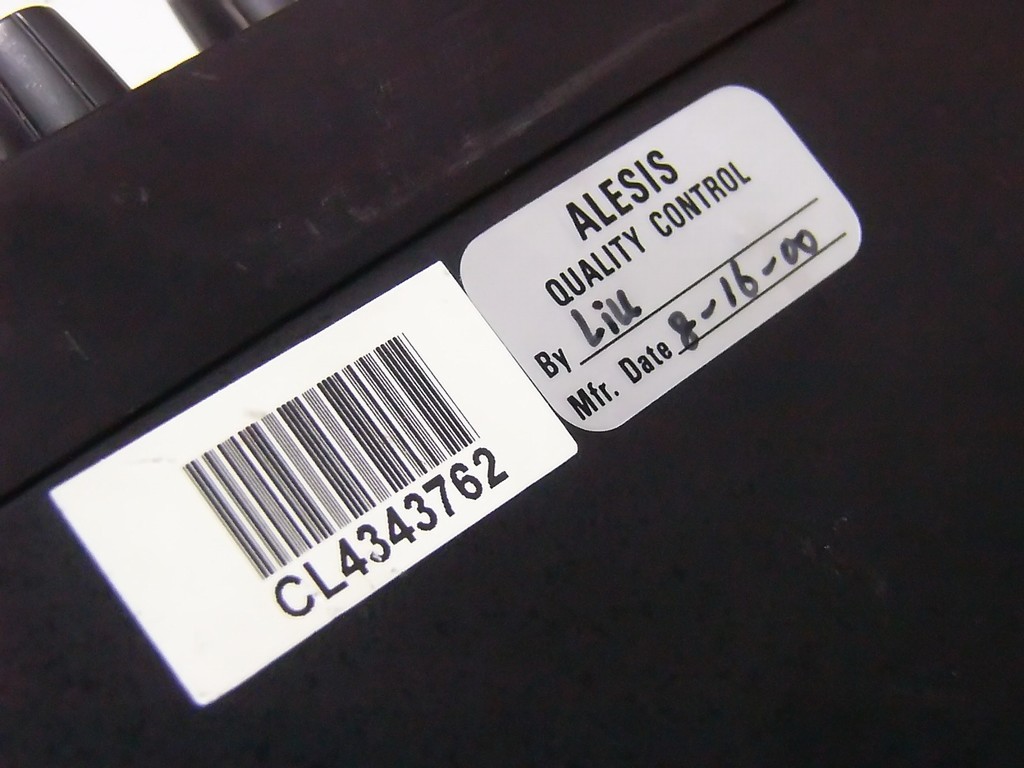 ALESIS
QUALITY CONTROL
By Liu
Mfr. Date 8-16-00
CL4343762